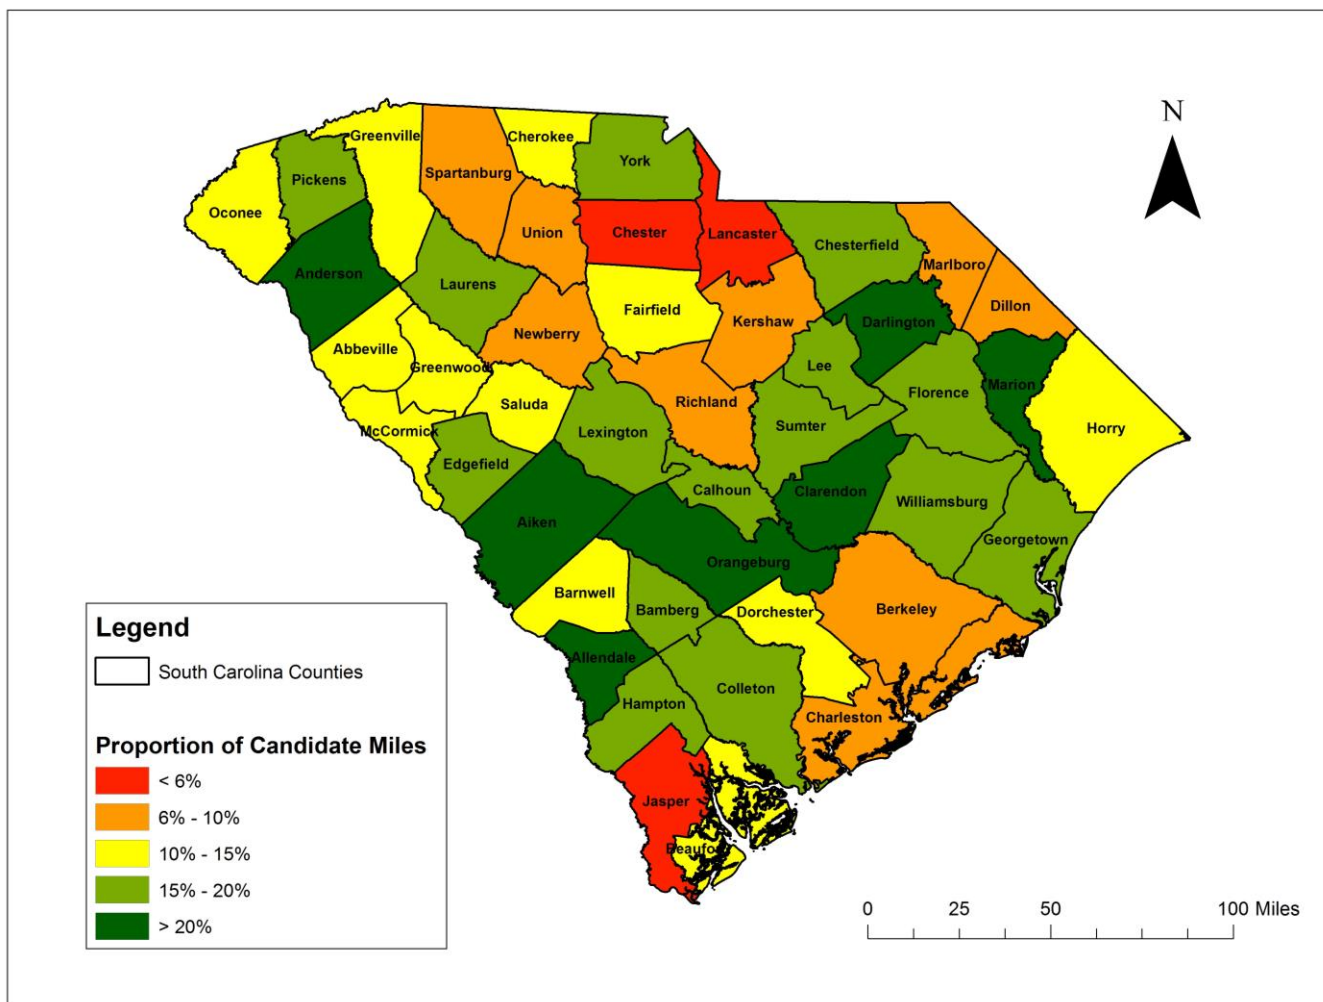 N
Greenville
Cherokee
York
Spartanburg
Pickens
Oconee
Union
Chester
Lancaster
Chesterfield
Marlboro
Anderson
Laurens
Dillon
Fairfield
Kershaw
Darlington
Newberry
Abbeville
Greenwood
Lee
Marion
Florence
Saluda
Richland
Horry
McCormick
Lexington
Sumter
Edgefield
Calhoun
Clarendon
Williamsburg
Aiken
Georgetown
Orangeburg
Barnwell
Bamberg
Dorchester
Berkeley
Allendale
Colleton
Hampton
Charleston
Jasper
Beaufor
Legend
South Carolina Counties
Proportion of Candidate Miles
< 6%
6% - 10%
10% - 15%
15% - 20%
> 20%
0 25 50 100 Miles